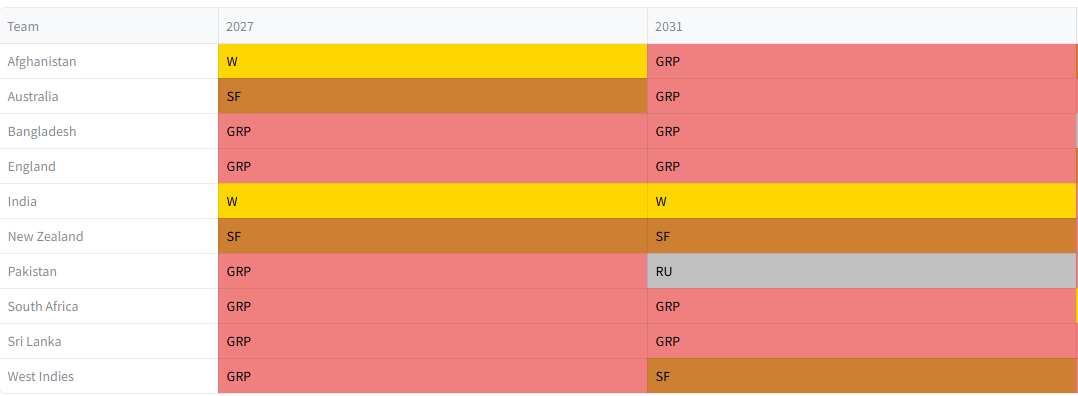 Team 2027 2031
Afghanistan W GRP
Australia SF GRP
Bangladesh GRP GRP
England GRP GRP
India W W
New Zealand SF SF
Pakistan GRP RU
South Africa GRP GRP
Sri Lanka GRP GRP
West Indies GRP SF